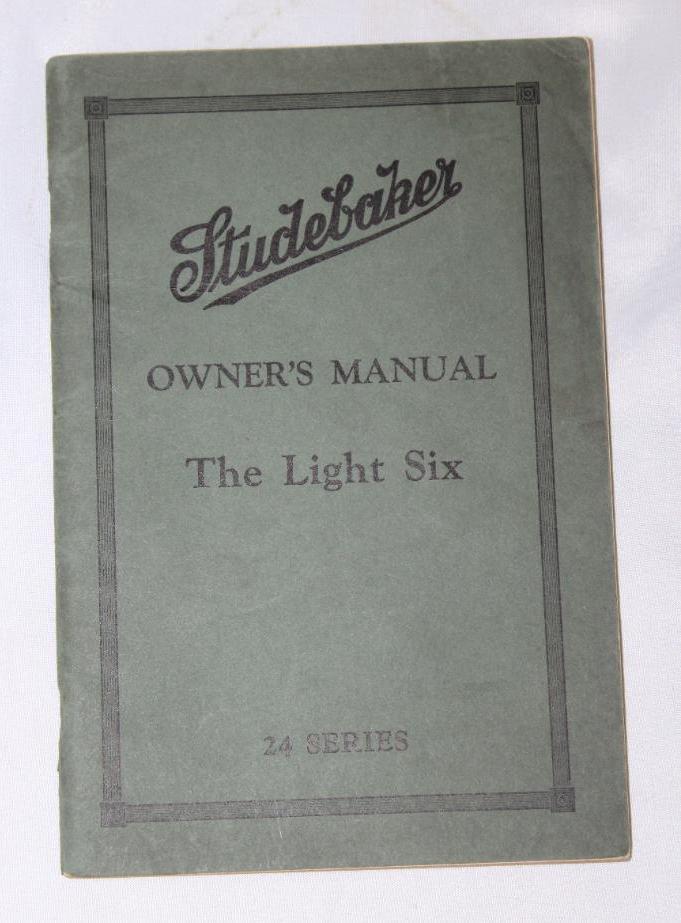 Studebaker
OWNER'S MANUAL
The Light Six
24 SERIES